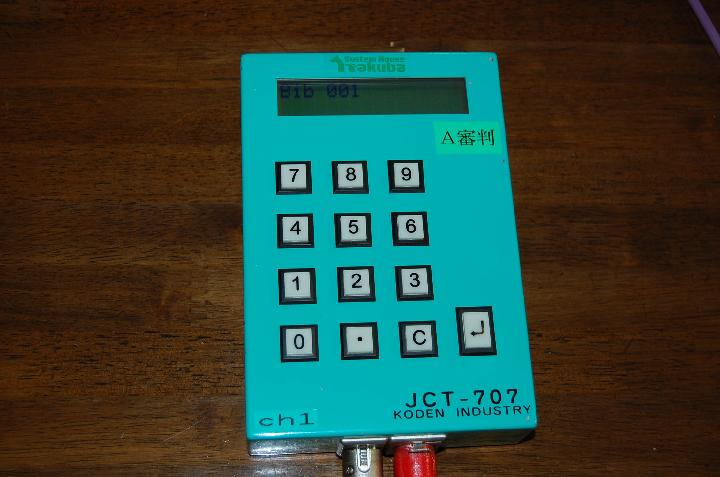 System House
Trakuba
Bib 001
A審判
7 8 9
4 5 6
1 2 3
0 . C ↵
JCT-707
KODEN INDUSTRY
ch1